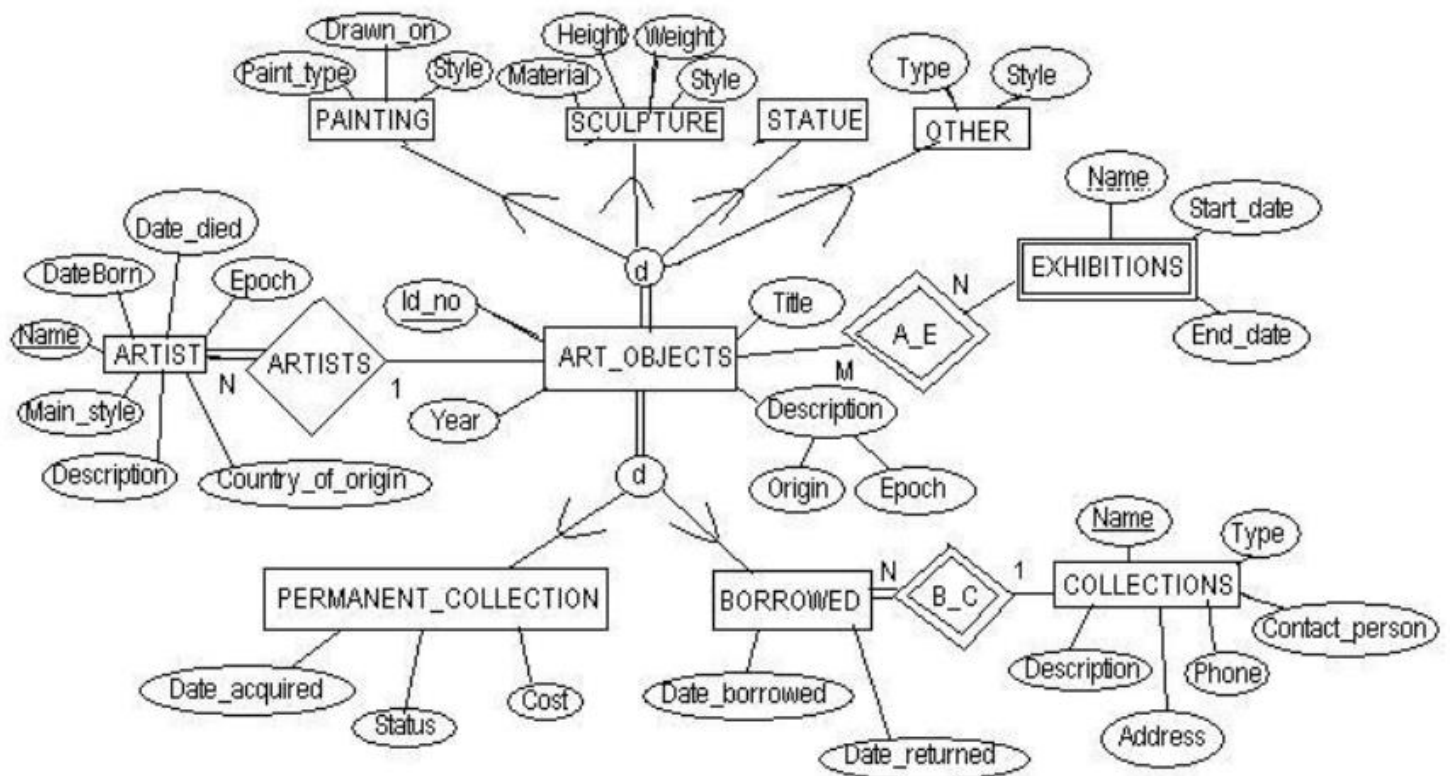 Drawn_on
Height
Weight
Paint_type
Style
Material
Style
Type
Style
PAINTING
SCULPTURE
STATUE
OTHER
Name
Start_date
Date_died
DateBorn
Epoch
d
EXHIBITIONS
Id_no
Title
N
A_E
End_date
Name
ARTIST
ARTISTS
ART_OBJECTS
N
1
M
Main_style
Year
Description
Description
Country_of_origin
d
Origin
Epoch
Name
Type
PERMANENT_COLLECTION
BORROWED
N
B_C
1
COLLECTIONS
Contact_person
Date_acquired
Status
Cost
Date_borrowed
Description
Phone
Date_returned
Address